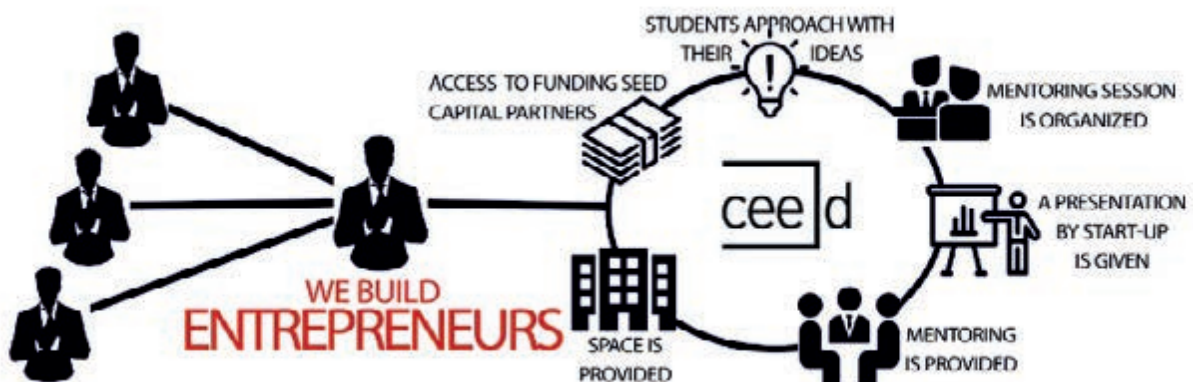 STUDENTS APPROACH WITH
THEIR IDEAS
MENTORING SESSION
IS ORGANIZED
A PRESENTATION
BY START-UP
IS GIVEN
MENTORING
IS PROVIDED
SPACE IS
PROVIDED
ACCESS TO FUNDING SEED
CAPITAL PARTNERS
ceed
WE BUILD
ENTREPRENEURS